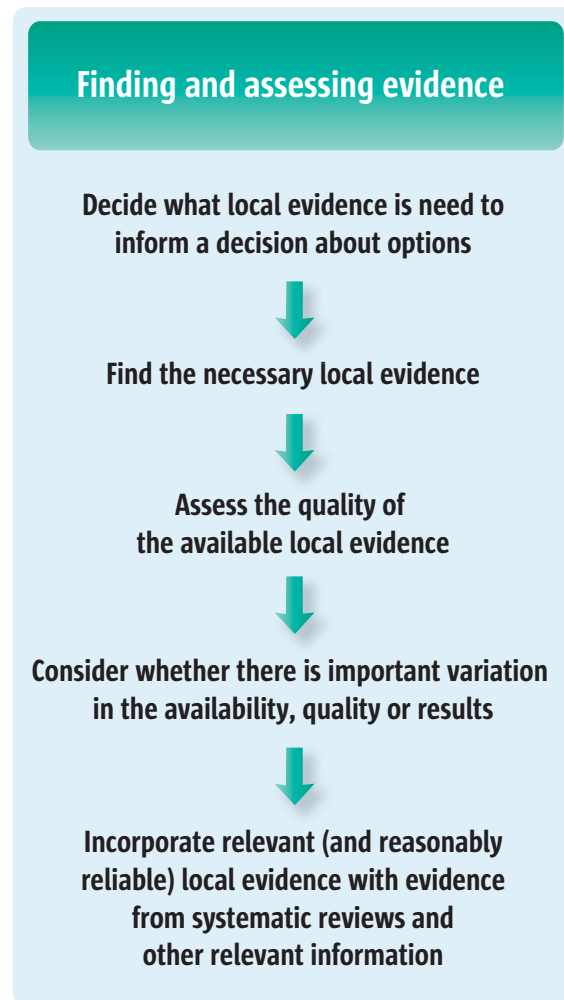 Finding and assessing evidence
Decide what local evidence is need to
inform a decision about options
Find the necessary local evidence
Assess the quality of
the available local evidence
Consider whether there is important variation
in the availability, quality or results
Incorporate relevant (and reasonably
reliable) local evidence with evidence
from systematic reviews and
other relevant information